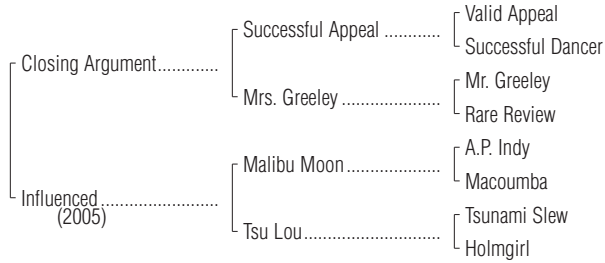 Valid Appeal
Successful Appeal ............
Successful Dancer
Closing Argument.............
Mr. Greeley
Mrs. Greeley ....................
Rare Review
A.P. Indy
Malibu Moon ...................
Macoumba
Influenced .........................
(2005)
Tsunami Slew
Tsu Lou............................
Holmgirl